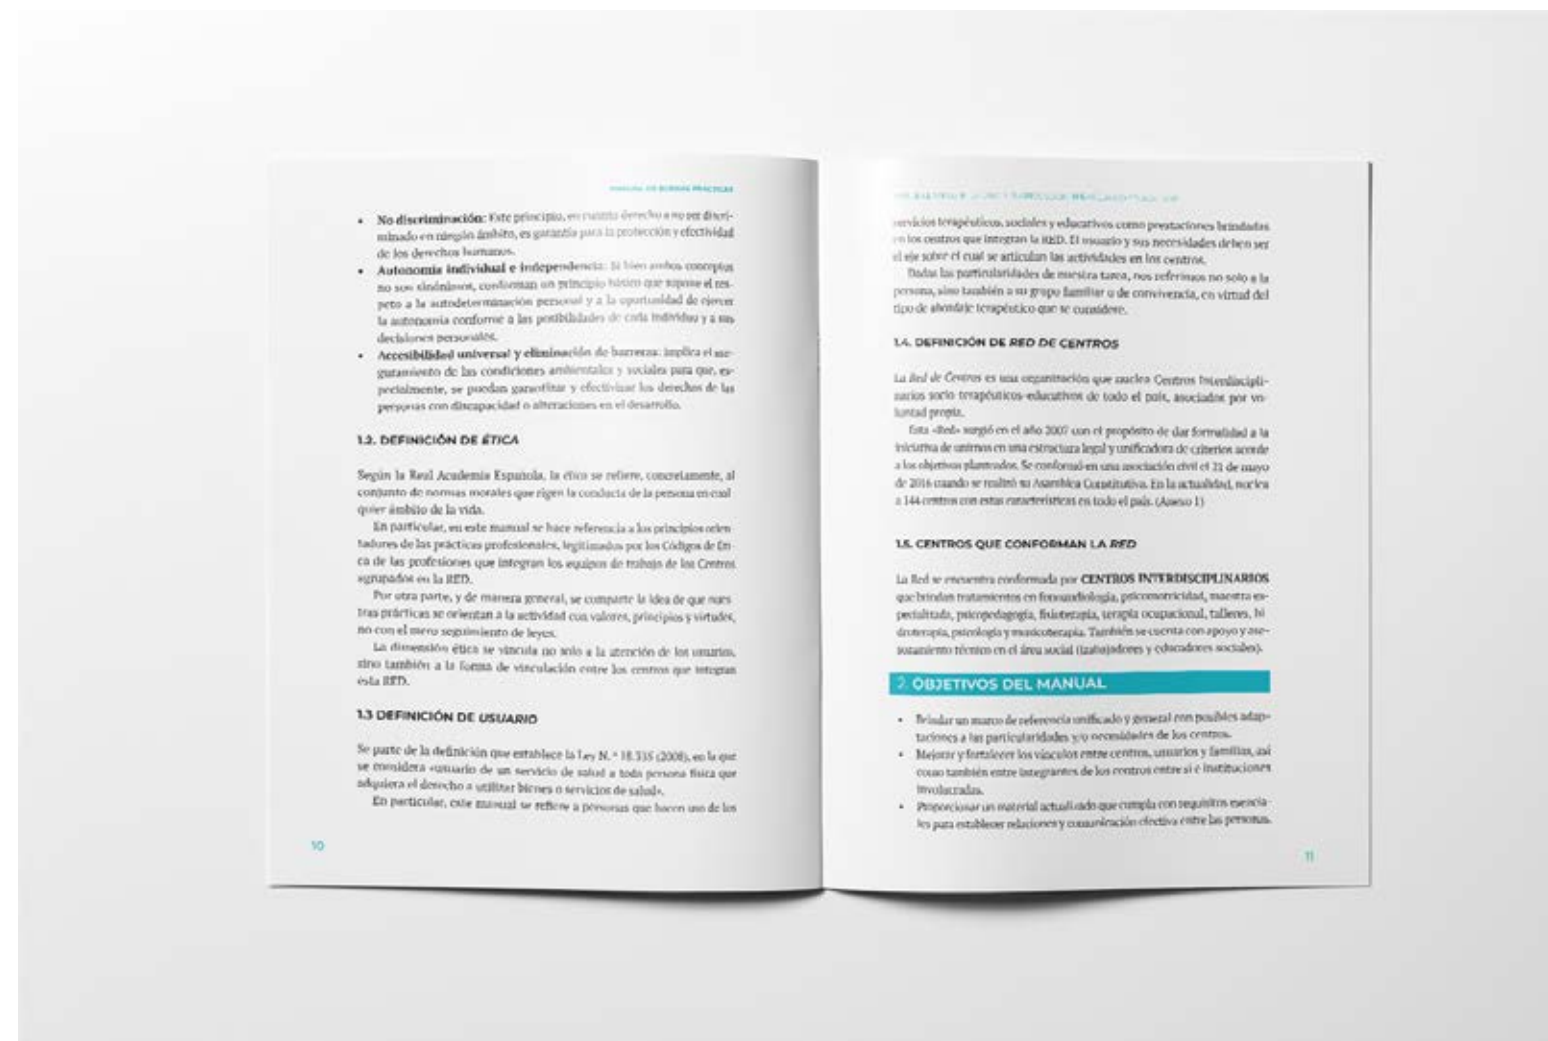 MANUAL DE BUENAS PRÁCTICAS
• No discriminación: Este principio, en cuanto derecho a no ser discri-
minado en ningún ámbito, es garantía para la protección y efectividad
de los derechos humanos.
• Autonomía individual e independencia: Si bien ambos conceptos
no son sinónimos, conforman un principio básico que supone el res-
peto a la autodeterminación personal y a la oportunidad de ejercer
la autonomía conforme a las posibilidades de cada individuo y a sus
decisiones personales.
• Accesibilidad universal y eliminación de barreras: implica el ase-
guramiento de las condiciones ambientales y sociales para que, es-
pecialmente, se puedan garantizar y efectivizar los derechos de las
personas con discapacidad o alteraciones en el desarrollo.
1.2. DEFINICIÓN DE ÉTICA
Según la Real Academia Española, la ética se refiere, concretamente, al
conjunto de normas morales que rigen la conducta de la persona en cual
quier ámbito de la vida.
En particular, en este manual se hace referencia a los principios orien
tadores de las prácticas profesionales, legitimados por los Códigos de Éti-
ca de las profesiones que integran los equipos de trabajo de los Centros
agrupados en la RED.
Por otra parte, y de manera general, se comparte la idea de que nues
tras prácticas se orientan a la actividad con valores, principios y virtudes,
no con el mero seguimiento de leyes.
La dimensión ética se vincula no solo a la atención de los usuarios,
sino también a la forma de vinculación entre los centros que integran
esta RED.
1.3 DEFINICIÓN DE USUARIO
Se parte de la definición que establece la Ley N.º 18.335 (2008), en la que
se considera «usuario de un servicio de salud a toda persona física que
adquiera el derecho a utilizar bienes o servicios de salud».
En particular, este manual se refiere a personas que hacen uso de los
10
servicios terapéuticos, sociales y educativos como prestaciones brindadas
en los centros que integran la RED. El usuario y sus necesidades deben ser
el eje sobre el cual se articulan las actividades en los centros.
Dadas las particularidades de nuestra tarea, nos referimos no solo a la
persona, sino también a su grupo familiar o de convivencia, en virtud del
tipo de abordaje terapéutico que se considere.
1.4. DEFINICIÓN DE RED DE CENTROS
La Red de Centros es una organización que nuclea Centros Interdiscipli-
narios socio-terapéuticos-educativos de todo el país, asociados por vo-
luntad propia.
Esta «Red» surgió en el año 2007 con el propósito de dar formalidad a la
iniciativa de unirnos en una estructura legal y unificadora de criterios acorde
a los objetivos planteados. Se conformó en una asociación civil el 21 de mayo
de 2016 cuando se realizó su Asamblea Constitutiva. En la actualidad, nuclea
a 144 centros con estas características en todo el país. (Anexo 1)
1.5. CENTROS QUE CONFORMAN LA RED
La Red se encuentra conformada por CENTROS INTERDISCIPLINARIOS
que brindan tratamientos en fonoaudiología, psicomotricidad, maestra es-
pecializada, psicopedagogía, fisioterapia, terapia ocupacional, talleres, hi
droterapia, psicología y musicoterapia. También se cuenta con apoyo y ase-
soramiento técnico en el área social (trabajadores y educadores sociales).
2. OBJETIVOS DEL MANUAL
• Brindar un marco de referencia unificado y general con posibles adap-
taciones a las particularidades y/o necesidades de los centros.
• Mejorar y fortalecer los vínculos entre centros, usuarios y familias, así
como también entre integrantes de los centros entre sí e instituciones
involucradas.
• Proporcionar un material actualizado que cumpla con requisitos esencia
les para establecer relaciones y comunicación efectiva entre las personas.
11